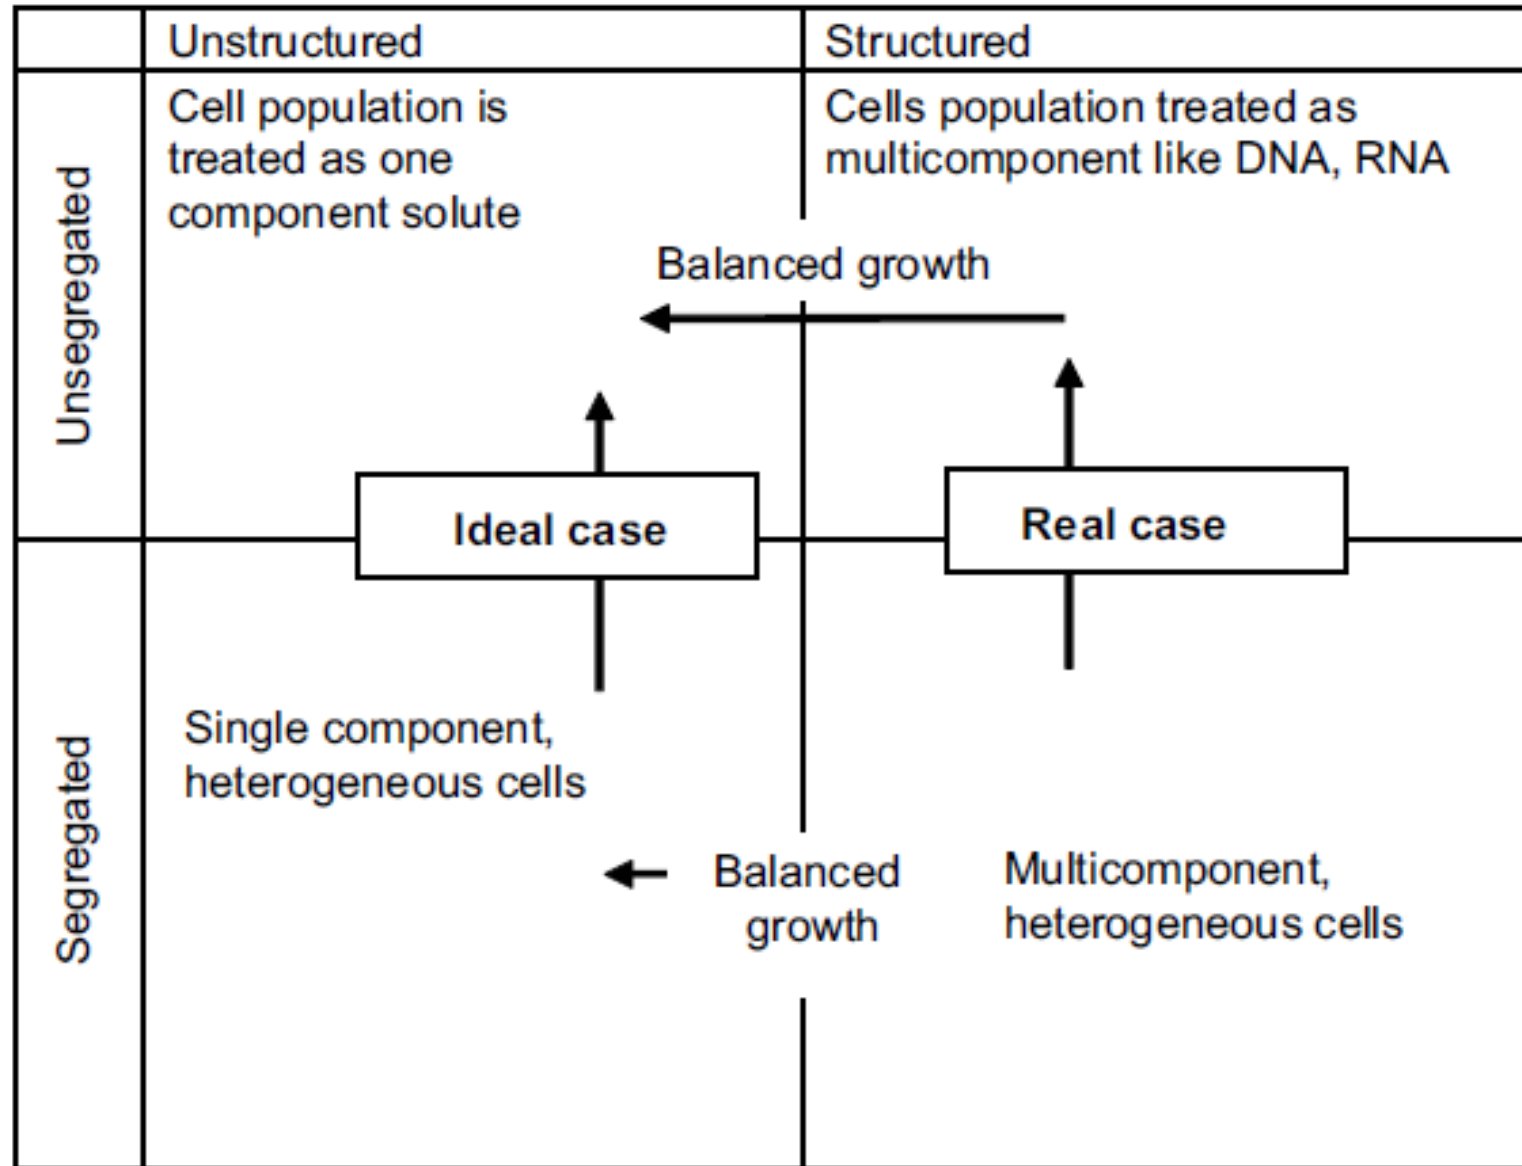 Unstructured
Structured
Unsegregated
Cell population is
treated as one
component solute
Cells population treated as
multicomponent like DNA, RNA
Balanced growth
Ideal case
Real case
Segregated
Single component,
heterogeneous cells
Balanced
growth
Multicomponent,
heterogeneous cells